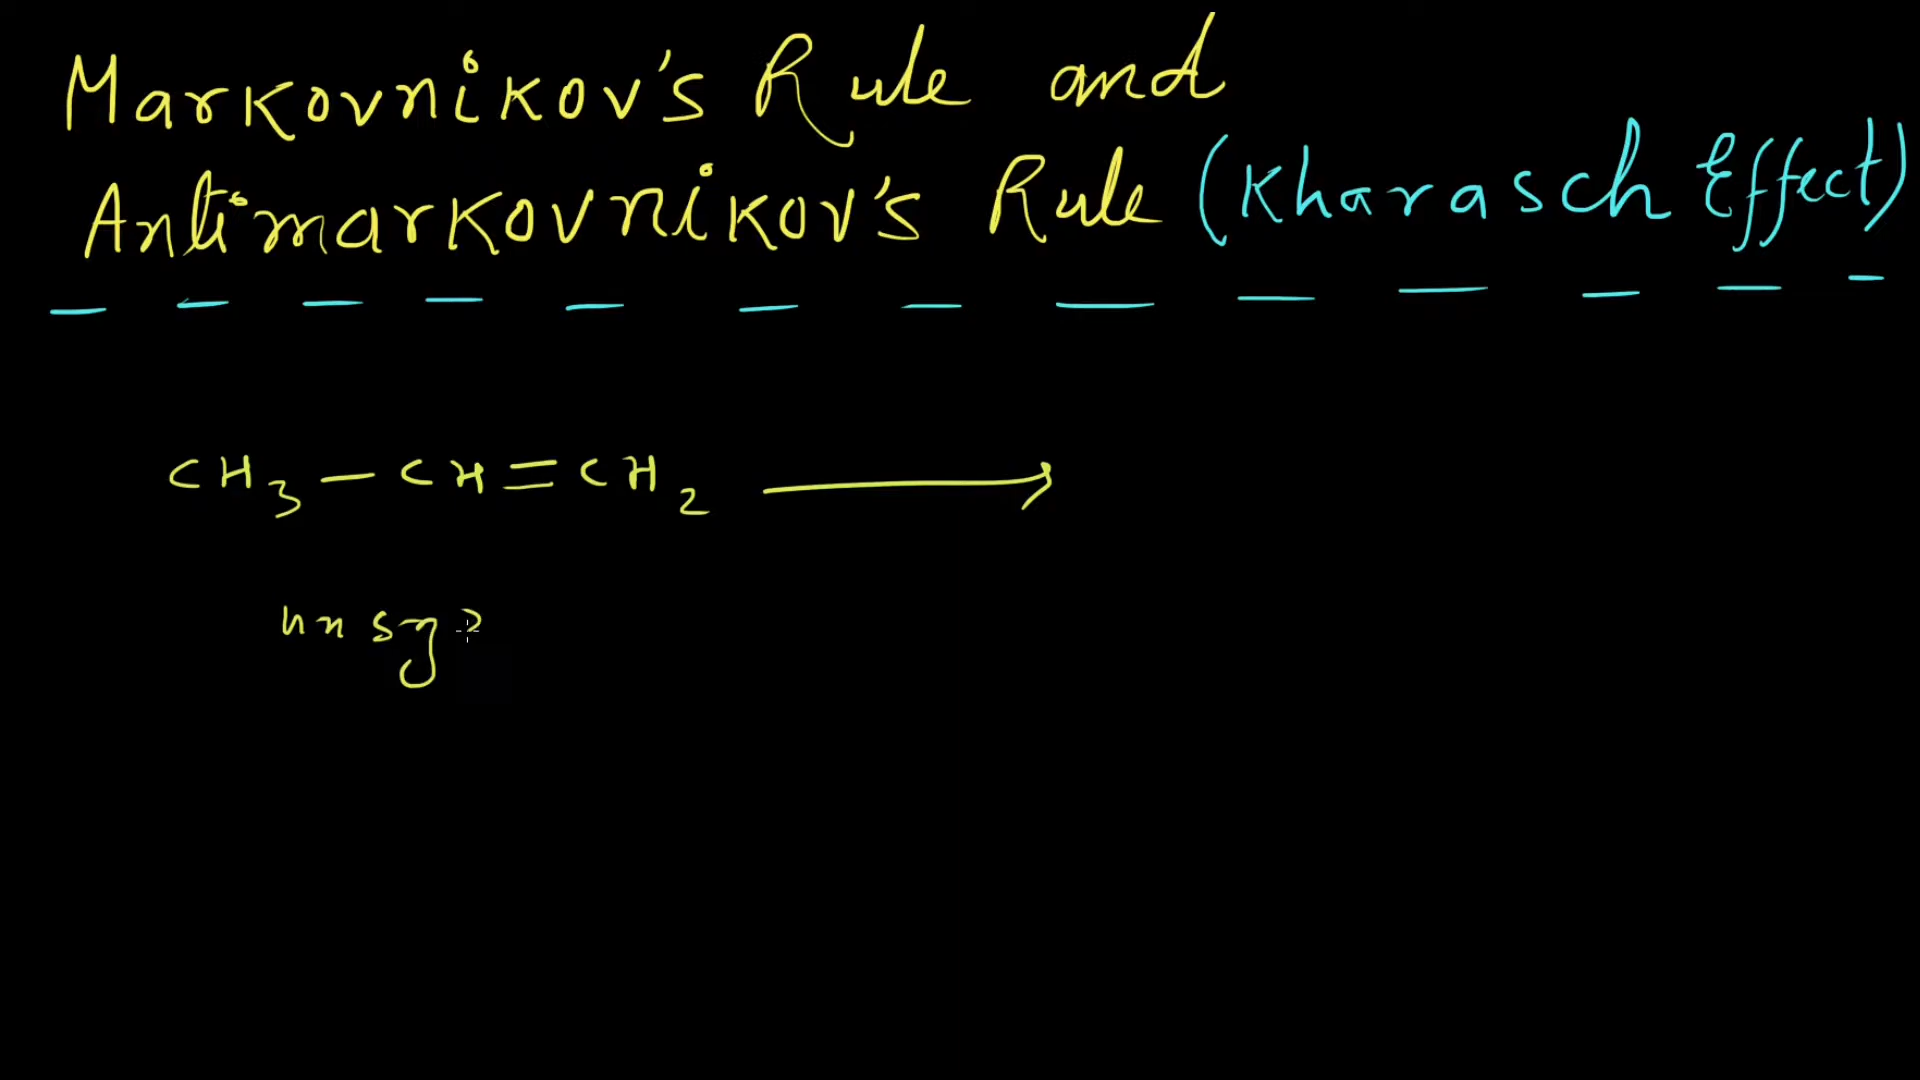 Markovnikov's Rule and
Antimarkovnikov's Rule (Kharasch Effect)
CH₃ — CH = CH₂ ⟶